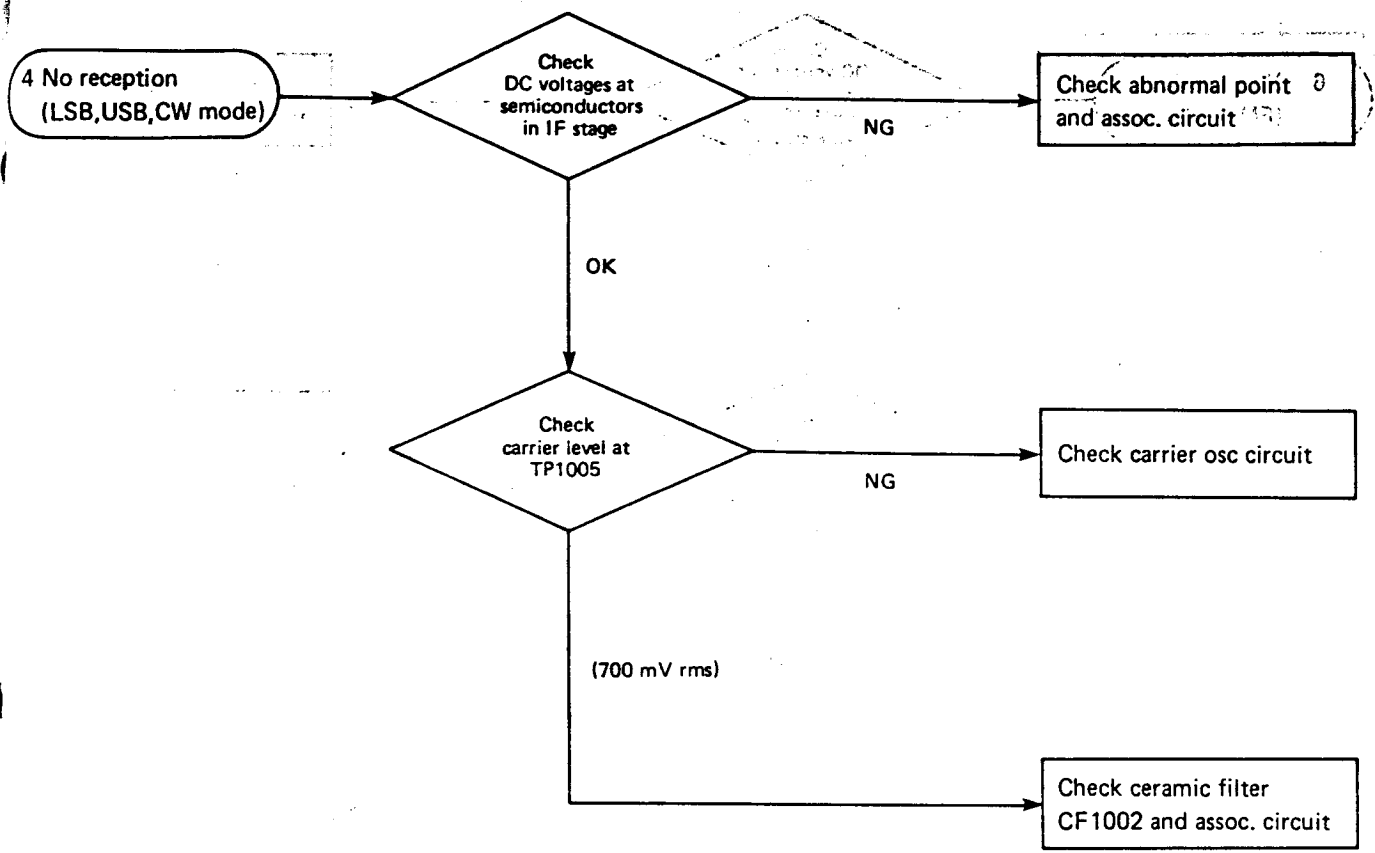 4 No reception
(LSB,USB,CW mode)
Check
DC voltages at
semiconductors
in IF stage
NG
Check abnormal point
and assoc. circuit
OK
Check
carrier level at
TP1005
NG
Check carrier osc circuit
(700 mV rms)
Check ceramic filter
CF1002 and assoc. circuit